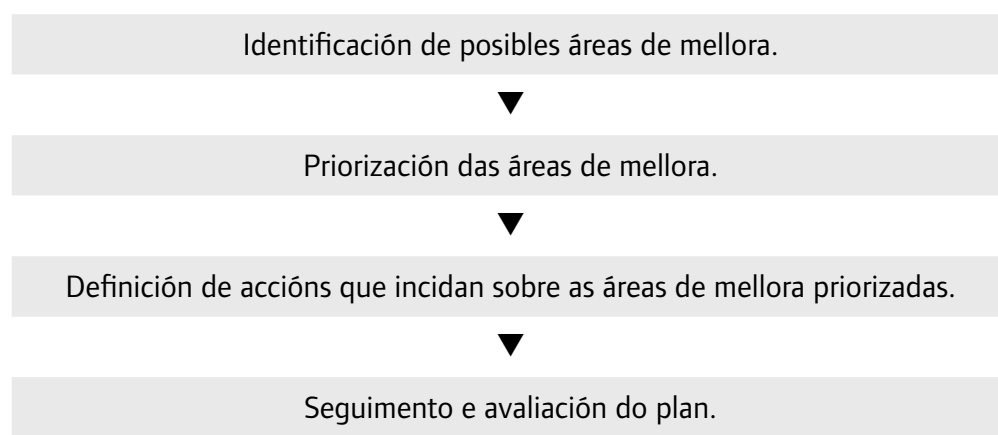 Identificación de posibles áreas de mellora.
Priorización das áreas de mellora.
Definición de accións que incidan sobre as áreas de mellora priorizadas.
Seguimento e avaliación do plan.